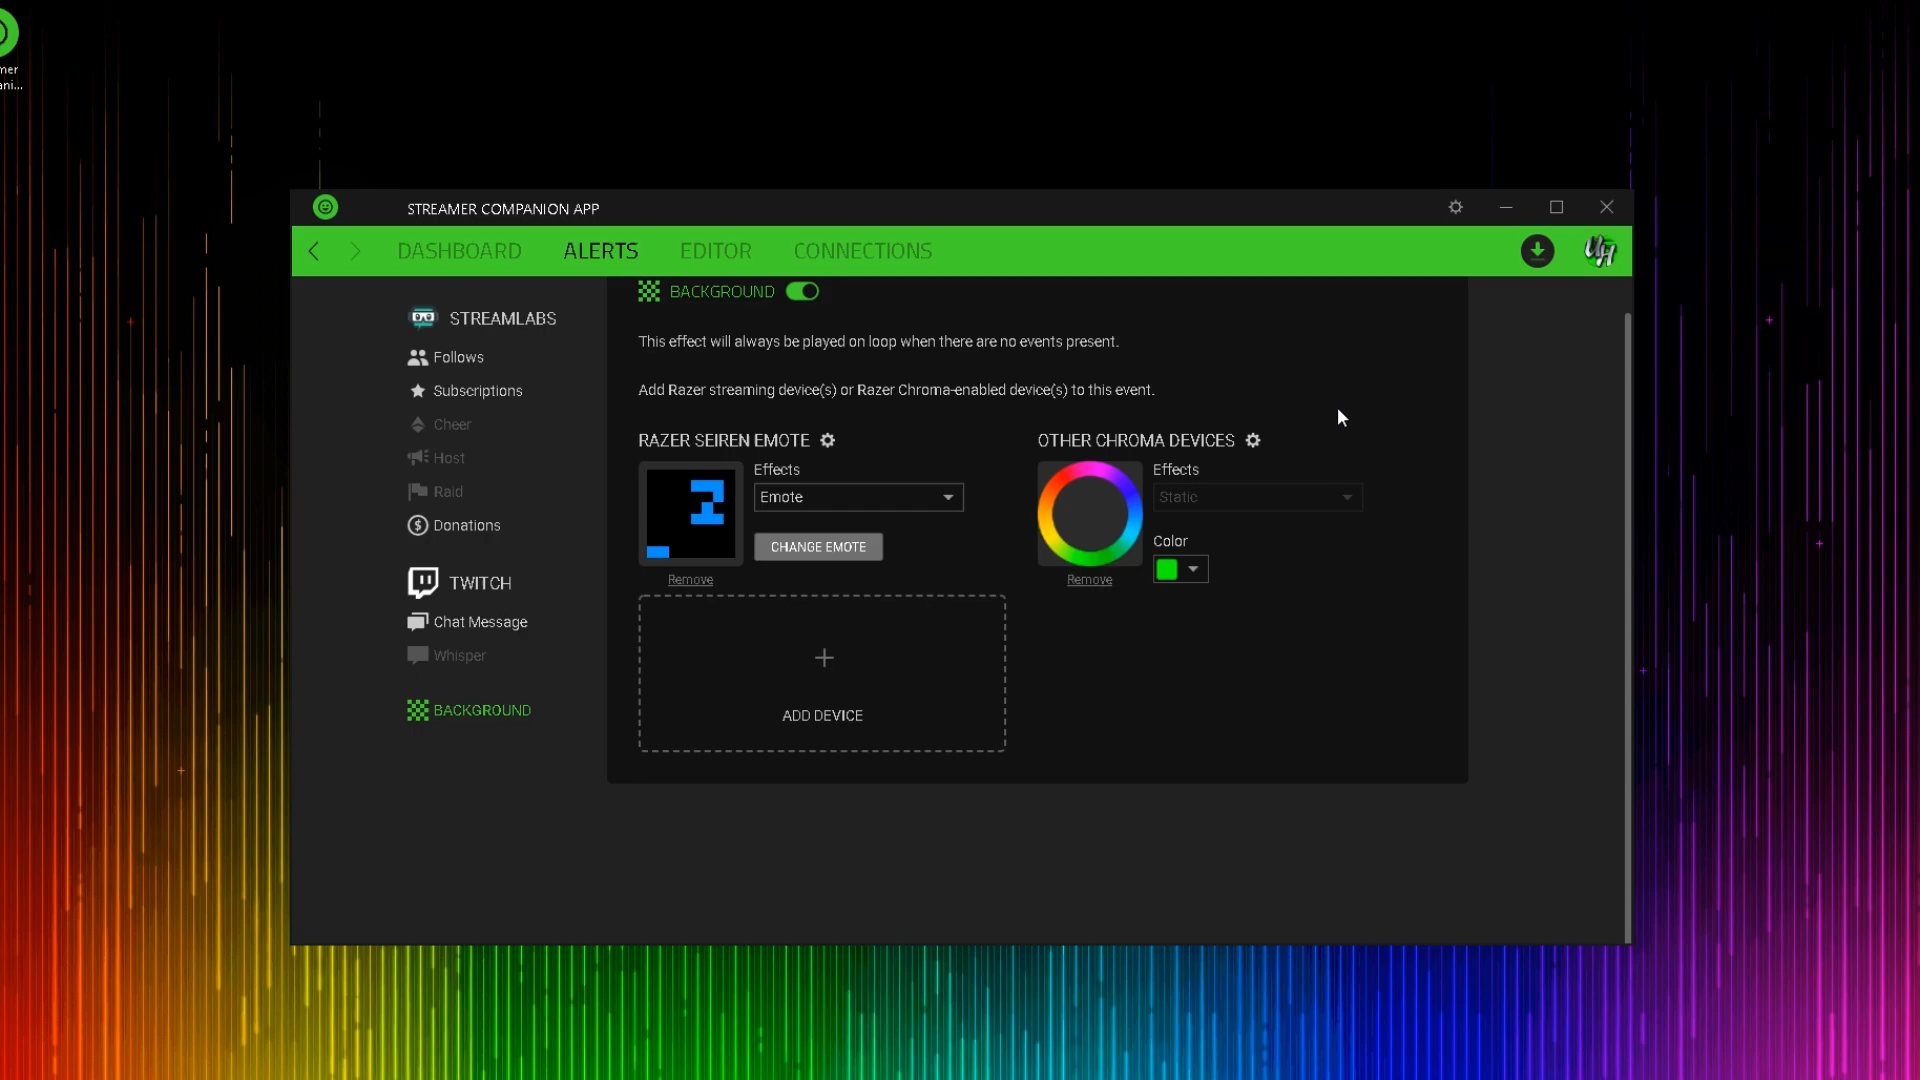 mer
ani...
STREAMER COMPANION APP
DASHBOARD ALERTS EDITOR CONNECTIONS
STREAMLABS
Follows
Subscriptions
Cheer
Host
Raid
Donations
TWITCH
Chat Message
Whisper
BACKGROUND
BACKGROUND
This effect will always be played on loop when there are no events present.
Add Razer streaming device(s) or Razer Chroma-enabled device(s) to this event.
RAZER SEIREN EMOTE
Effects
Emote
CHANGE EMOTE
Remove
OTHER CHROMA DEVICES
Effects
Static
Color
Remove
+
ADD DEVICE